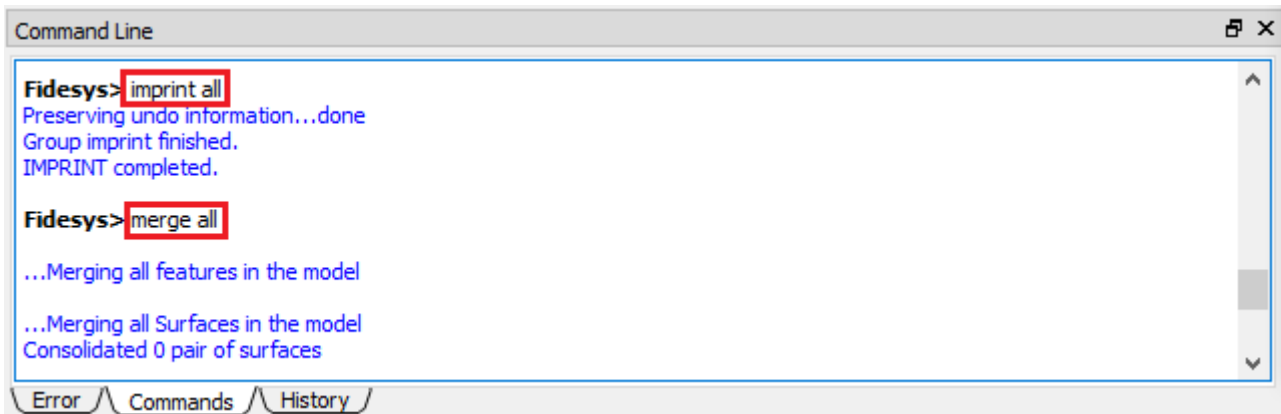 Command Line
Fidesys> imprint all
Preserving undo information...done
Group imprint finished.
IMPRINT completed.
Fidesys> merge all
...Merging all features in the model
...Merging all Surfaces in the model
Consolidated 0 pair of surfaces
Error Commands History